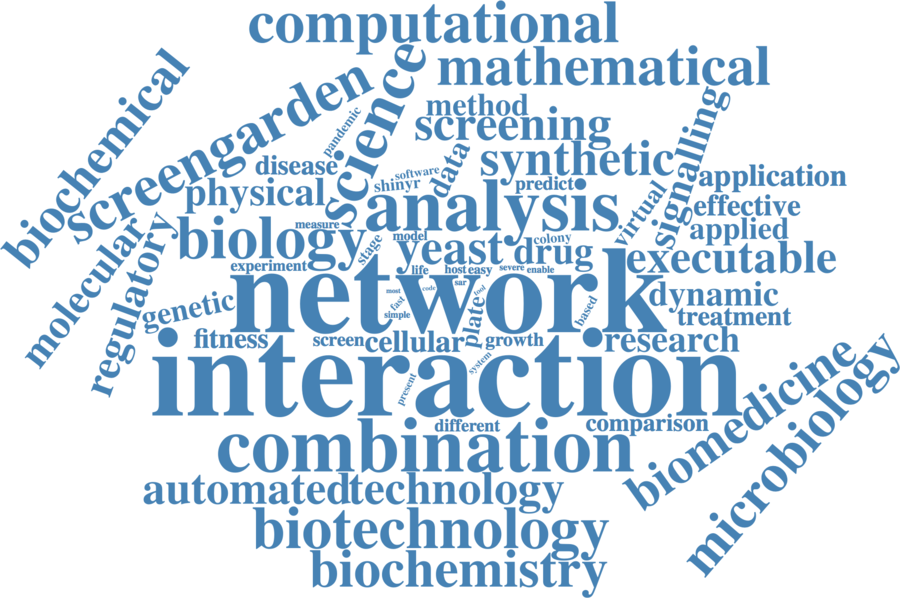 computational
mathematical
biochemical
screengarden
science
method
pandemic
screening
signalling
disease
software
data
synthetic
shinyr
predict
physical
application
virtual
analysis
effective
measure
applied
biology
model
colony
stage
yeast
drug
executable
molecular
regulatory
experiment
life
host
easy
severe
enable
network
most
code
sar
tool
fast
dynamic
genetic
simple
plate
based
treatment
fitness
screen
cellular
growth
research
system
interaction
present
different
comparison
combination
biomedicine
microbiology
automated
technology
biotechnology
biochemistry